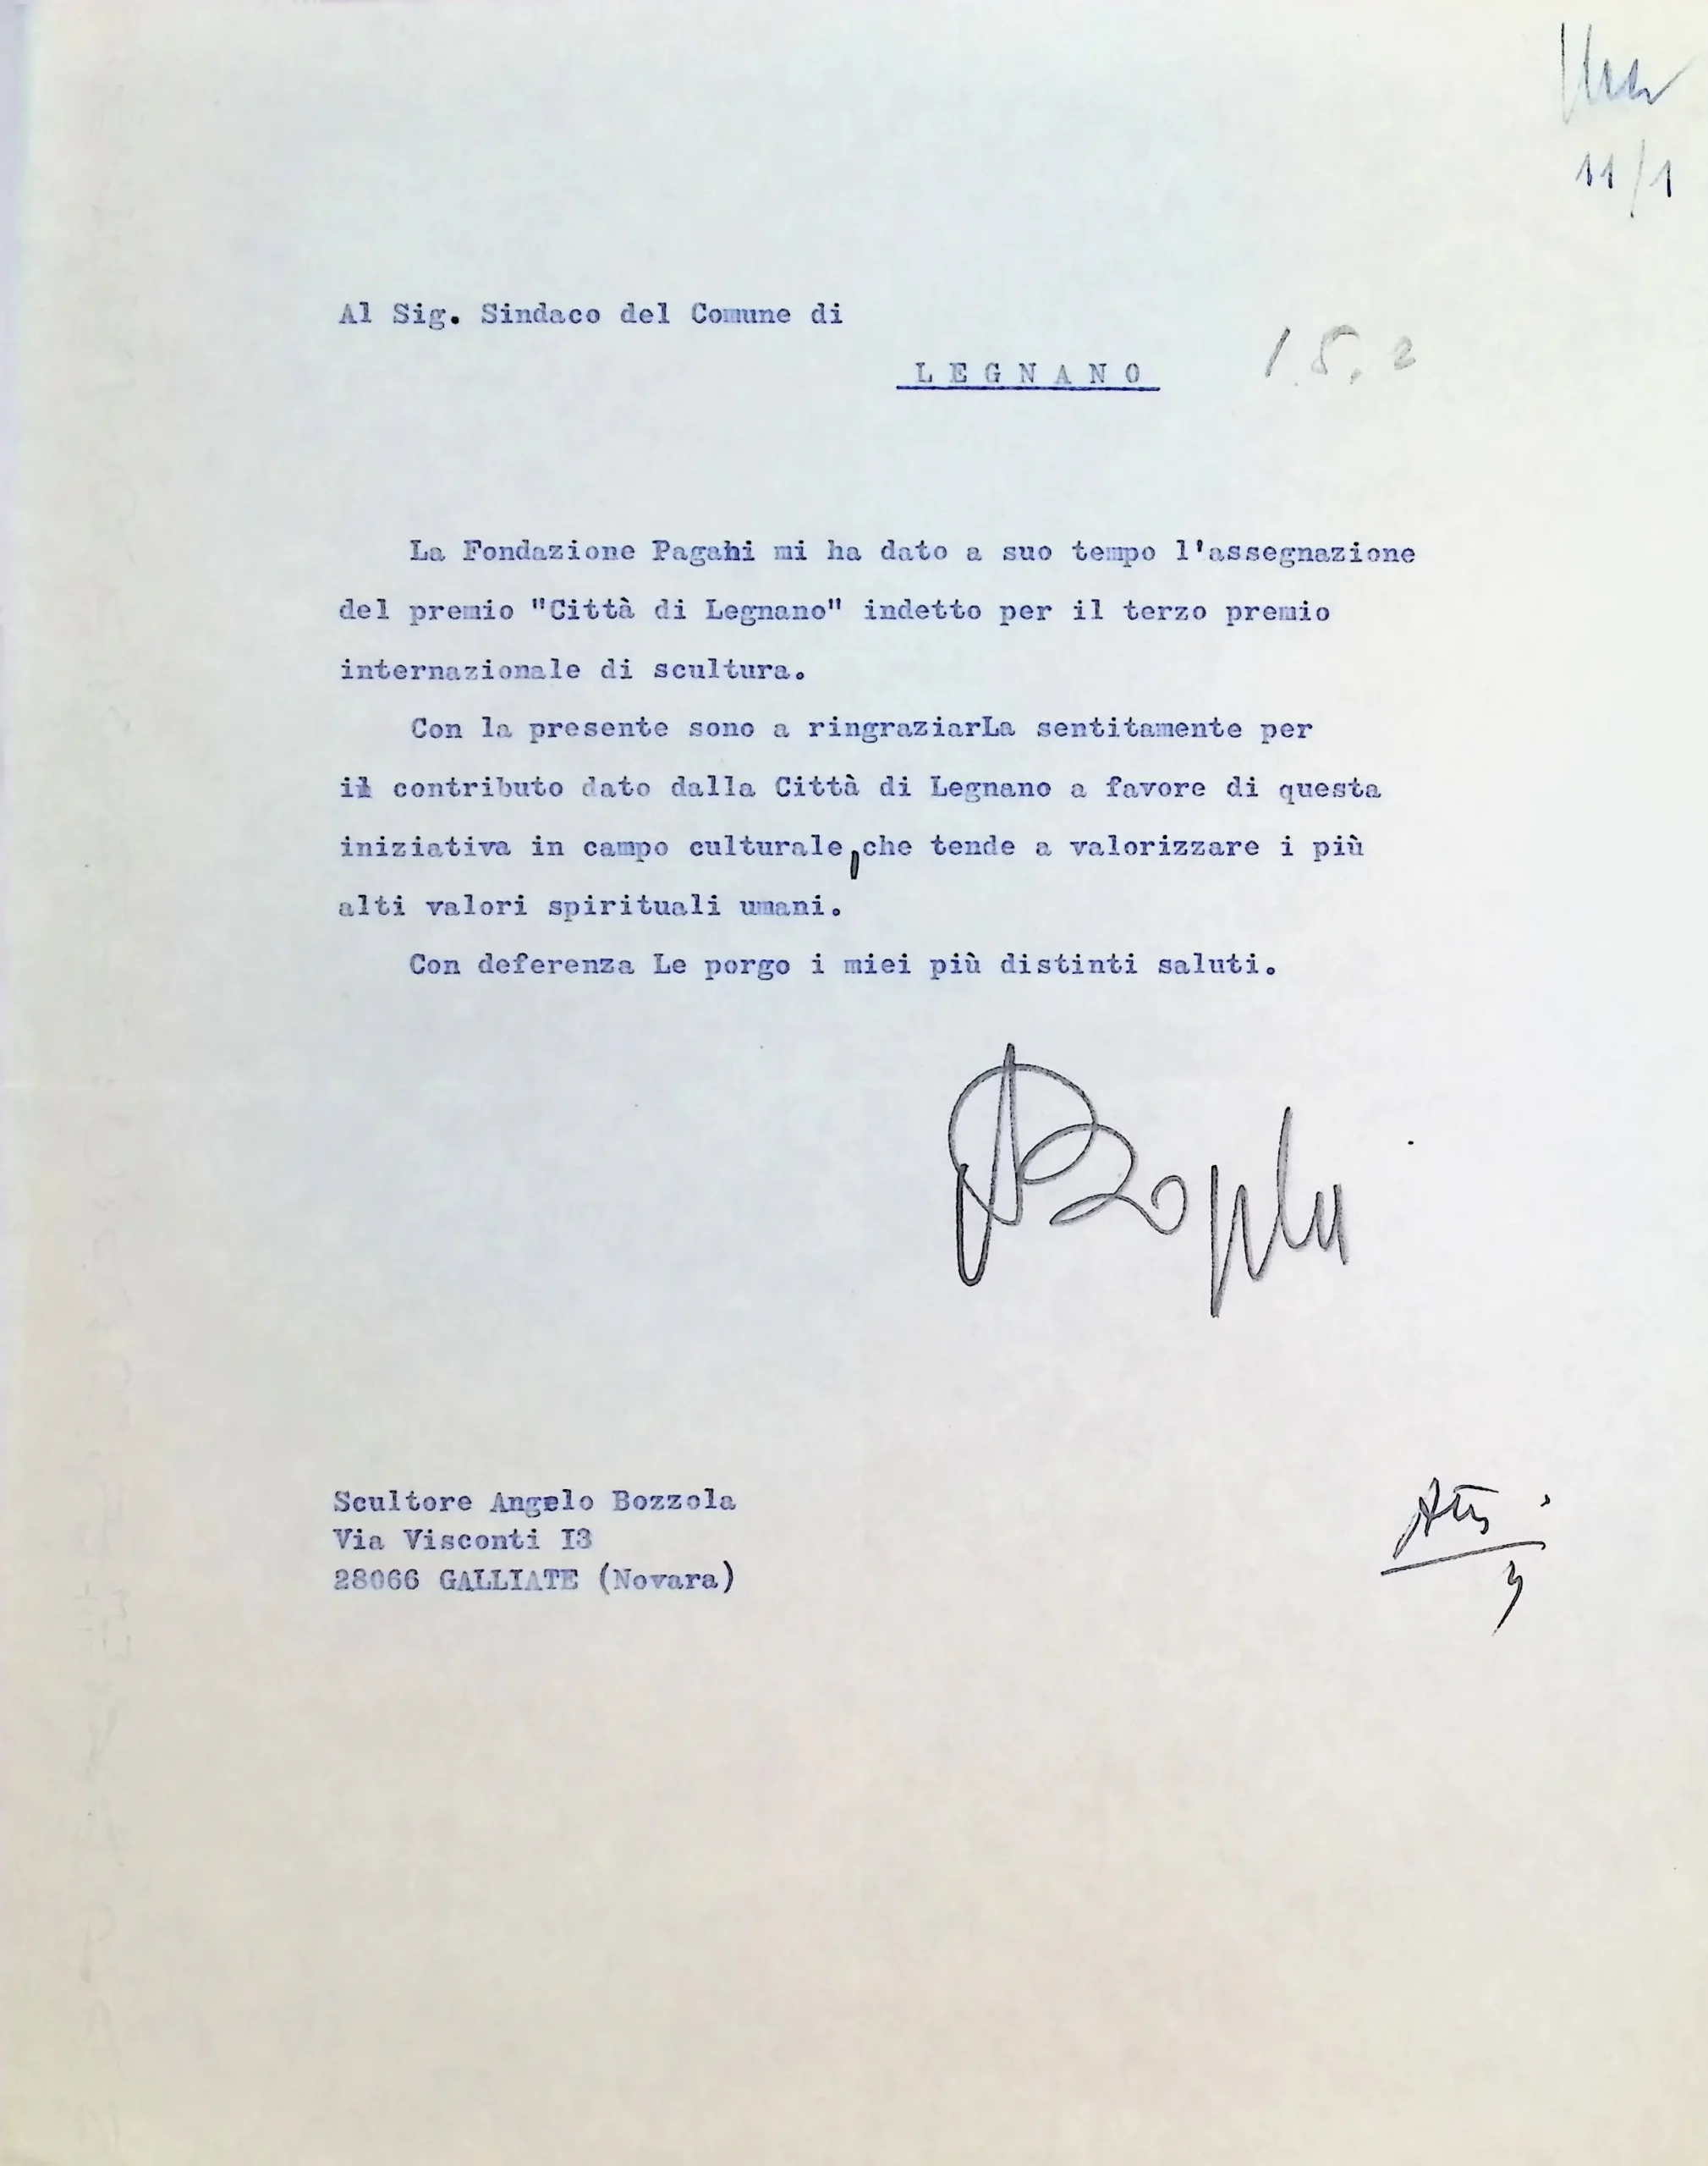 11/1
Al Sig. Sindaco del Comune di
L E G N A N O
La Fondazione Pagani mi ha dato a suo tempo l'assegnazione
del premio "Città di Legnano" indetto per il terzo premio
internazionale di scultura.
Con la presente sono a ringraziarLa sentitamente per
il contributo dato dalla Città di Legnano a favore di questa
iniziativa in campo culturale, che tende a valorizzare i più
alti valori spirituali umani.
Con deferenza Le porgo i miei più distinti saluti.
ABozzola
Scultore Angelo Bozzola
Via Visconti I3
28066 GALLIATE (Novara)